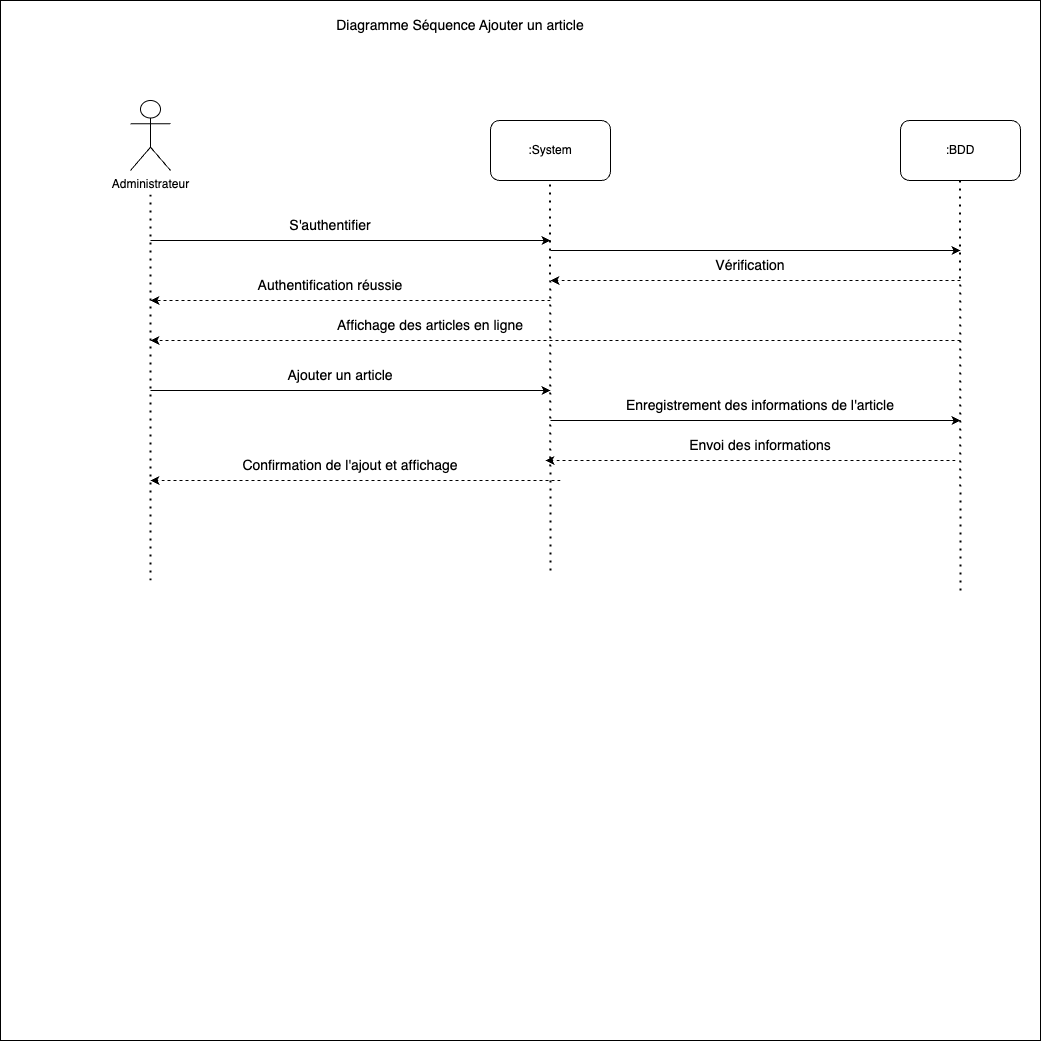 Diagramme Séquence Ajouter un article
:System
:BDD
Administrateur
S'authentifier
Vérification
Authentification réussie
Affichage des articles en ligne
Ajouter un article
Enregistrement des informations de l'article
Envoi des informations
Confirmation de l'ajout et affichage